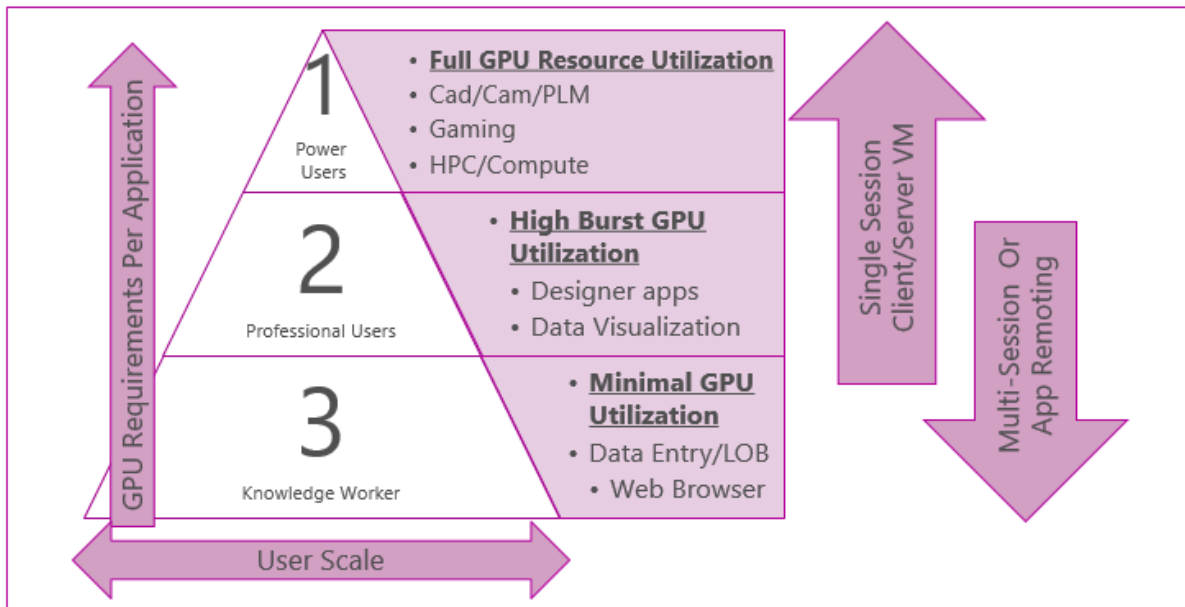 GPU Requirements Per Application
1
Power
Users
• Full GPU Resource Utilization
• Cad/Cam/PLM
• Gaming
• HPC/Compute
2
Professional Users
• High Burst GPU
Utilization
• Designer apps
• Data Visualization
3
Knowledge Worker
• Minimal GPU
Utilization
• Data Entry/LOB
• Web Browser
User Scale
Single Session
Client/Server VM
Multi-Session Or
App Remoting